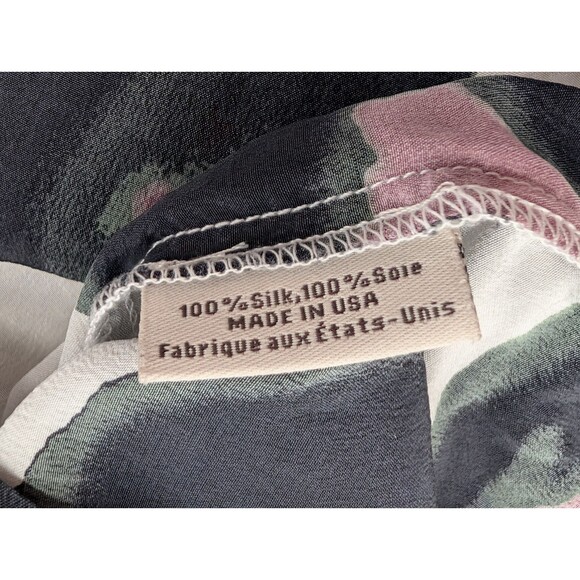 100%Silk,100%Soie
MADE IN USA
Fabrique aux États-Unis